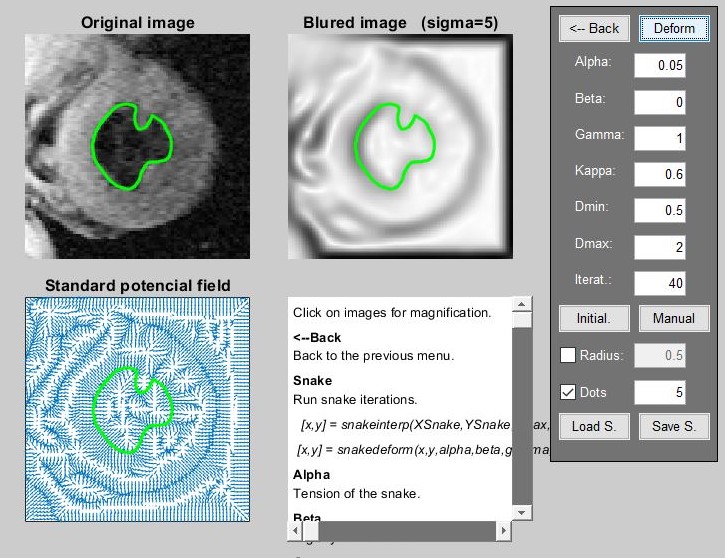 Original image
Blured image (sigma=5)
Standard potencial field
Click on images for magnification.
<--Back
Back to the previous menu.
Snake
Run snake iterations.
[x,y] = snakeinterp(XSnake,YSnake ax,
[x,y] = snakedeform(x,y,alpha,beta,g ma
Alpha
Tension of the snake.
Beta
<-- Back
Deform
Alpha: 0.05
Beta: 0
Gamma: 1
Kappa: 0.6
Dmin: 0.5
Dmax: 2
Iterat.: 40
Initial.
Manual
Radius: 0.5
Dots 5
Load S.
Save S.